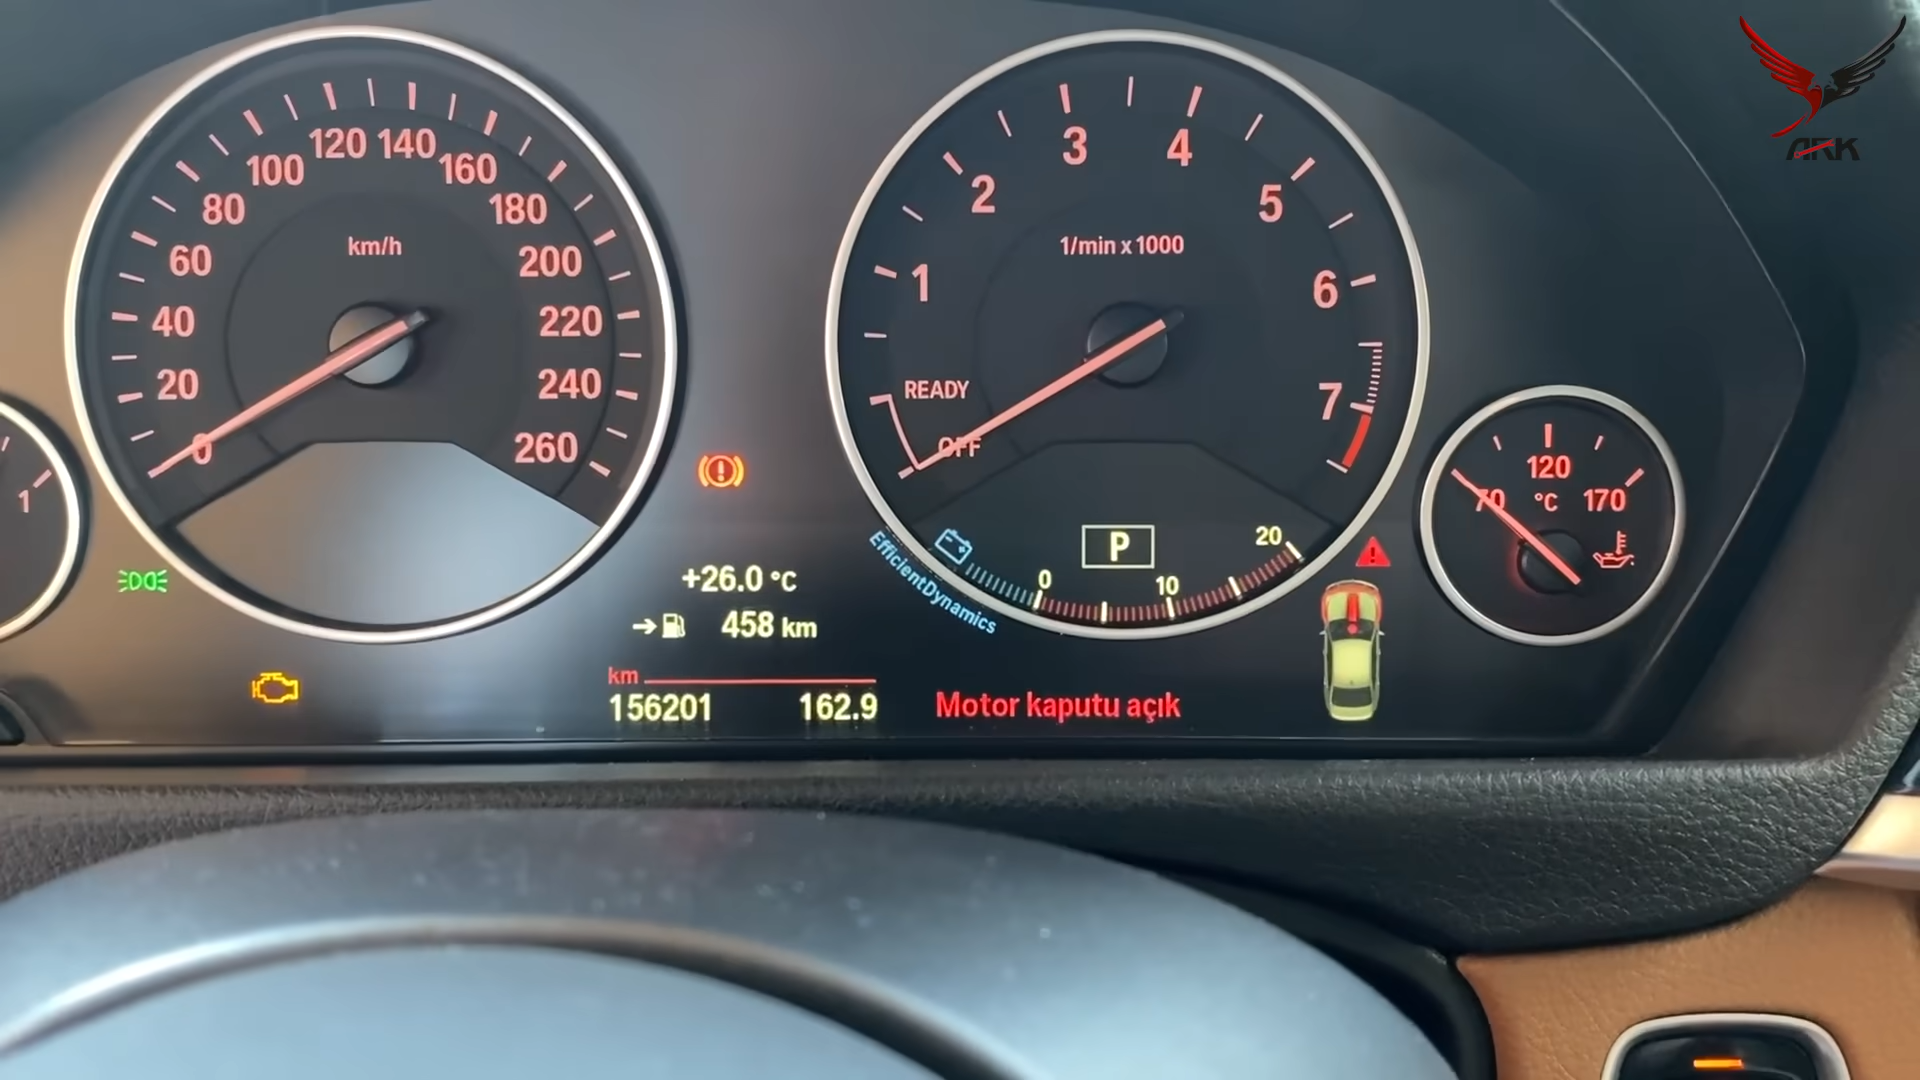 ARK
km/h
0
20
40
60
80
100
120
140
160
180
200
220
240
260
1/min x 1000
1
2
3
4
5
6
7
READY
OFF
P
0
10
20
EfficientDynamics
70
120
170
°C
1
+26.0 °C
458 km
km
156201 162.9
Motor kaputu açık